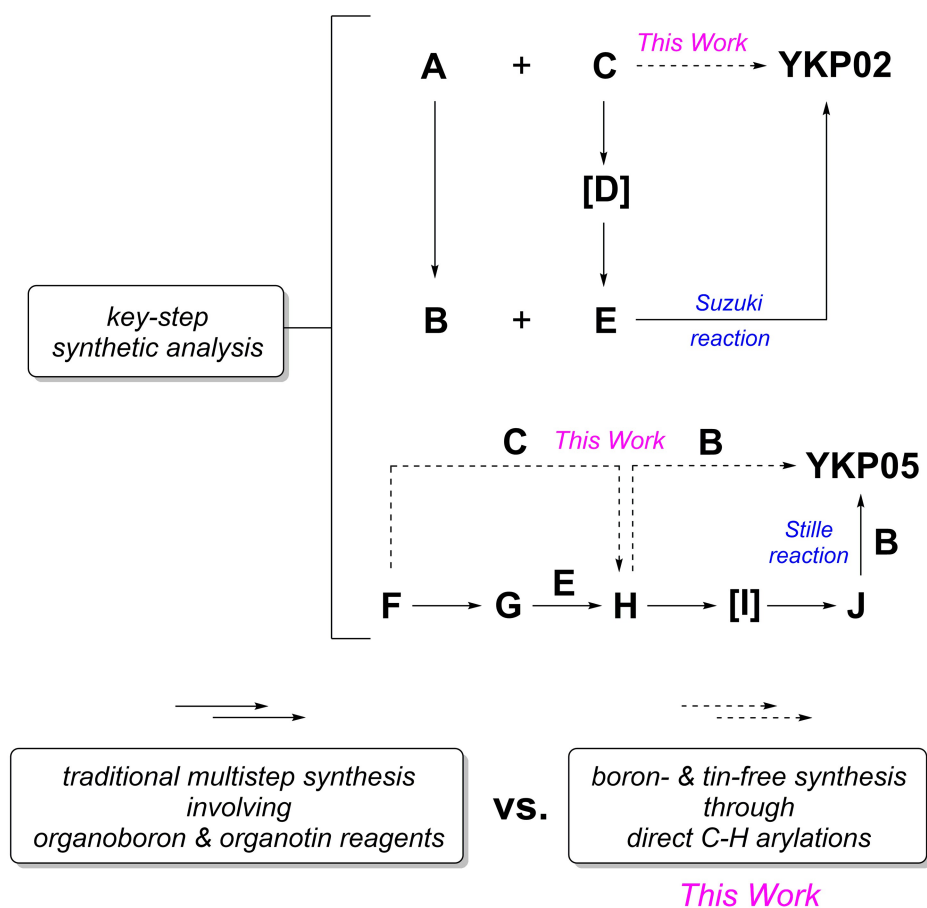 A + C This Work YKP02
[D]
key-step
synthetic analysis
B + E Suzuki
reaction
C This Work B
YKP05
Stille
reaction B
E
F G H [I] J
traditional multistep synthesis
involving
organoboron & organotin reagents
vs.
boron- & tin-free synthesis
through
direct C-H arylations
This Work